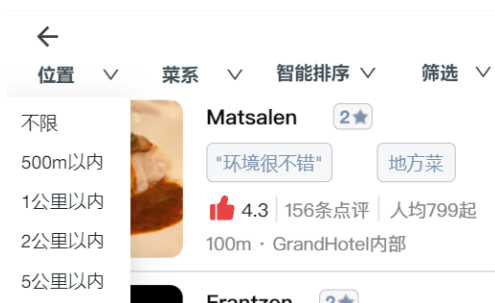 位置 菜系 智能排序 筛选
不限
500m以内
1公里以内
2公里以内
5公里以内
Matsalen 2★
"环境很不错" 地方菜
4.3 156条点评 人均799起
100m · GrandHotel内部
Frantzen 2★